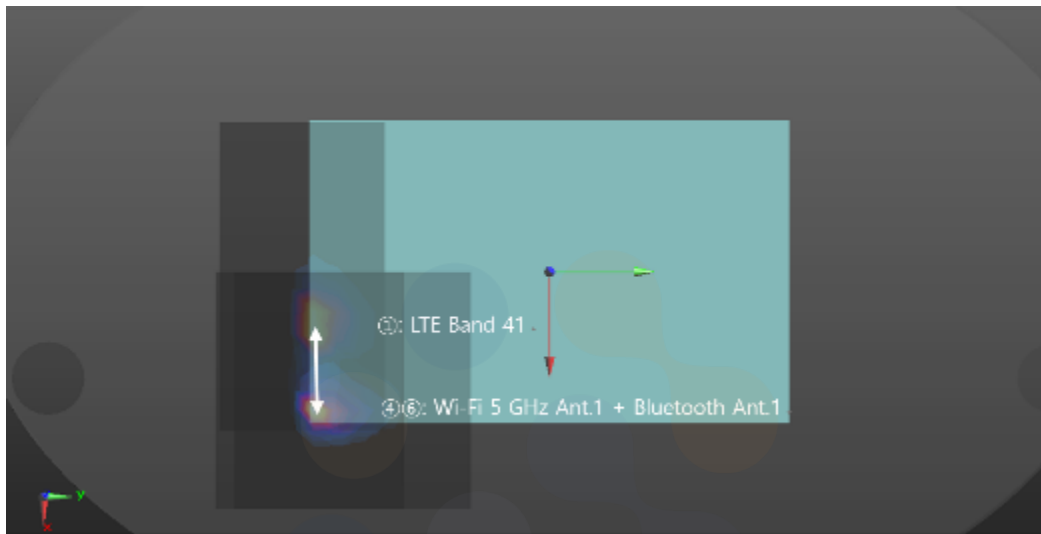 ①: LTE Band 41
④⑥: Wi-Fi 5 GHz Ant.1 + Bluetooth Ant.1
y
x